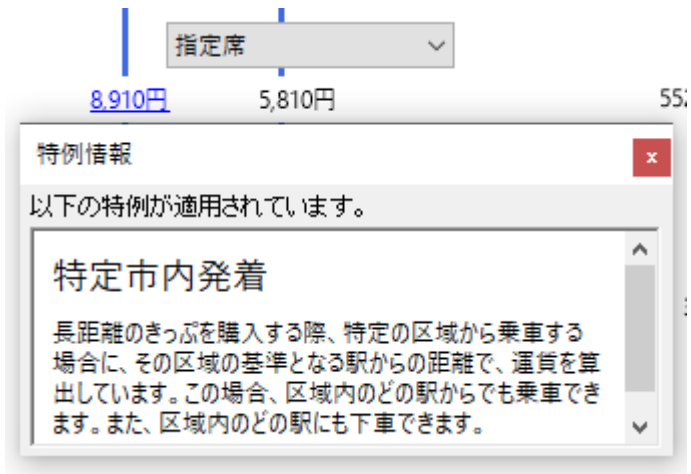 指定席
8,910円 5,810円 552
特例情報
x
以下の特例が適用されています。
特定市内発着
長距離のきっぷを購入する際、特定の区域から乗車する
場合に、その区域の基準となる駅からの距離で、運賃を算
出しています。この場合、区域内のどの駅からでも乗車でき
ます。また、区域内のどの駅にも下車できます。